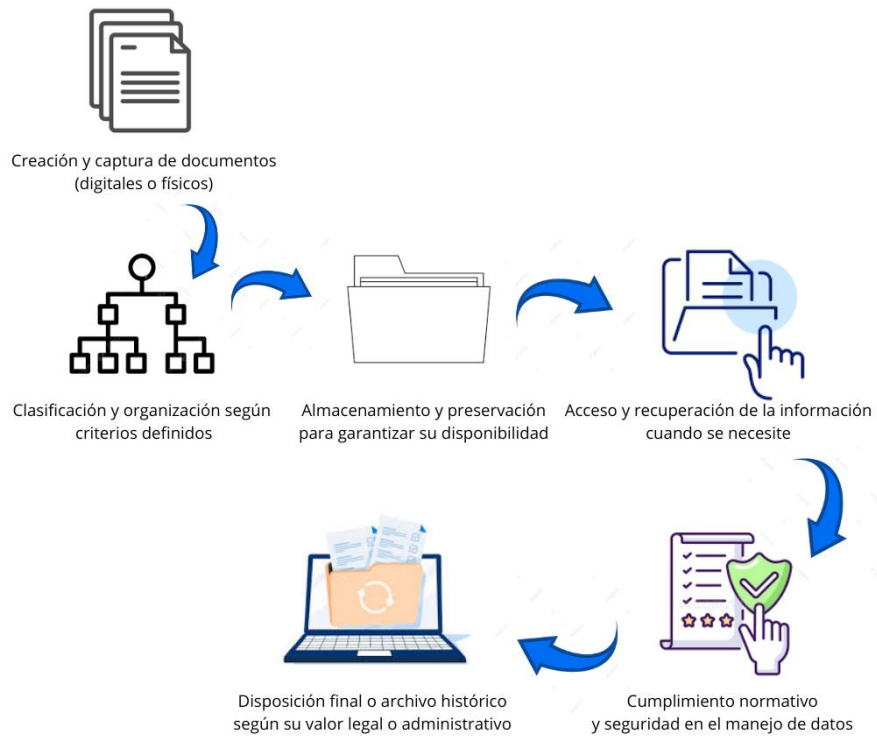 Creación y captura de documentos
(digitales o físicos)
Clasificación y organización según
criterios definidos
Almacenamiento y preservación
para garantizar su disponibilidad
Acceso y recuperación de la información
cuando se necesite
Cumplimiento normativo
y seguridad en el manejo de datos
Disposición final o archivo histórico
según su valor legal o administrativo